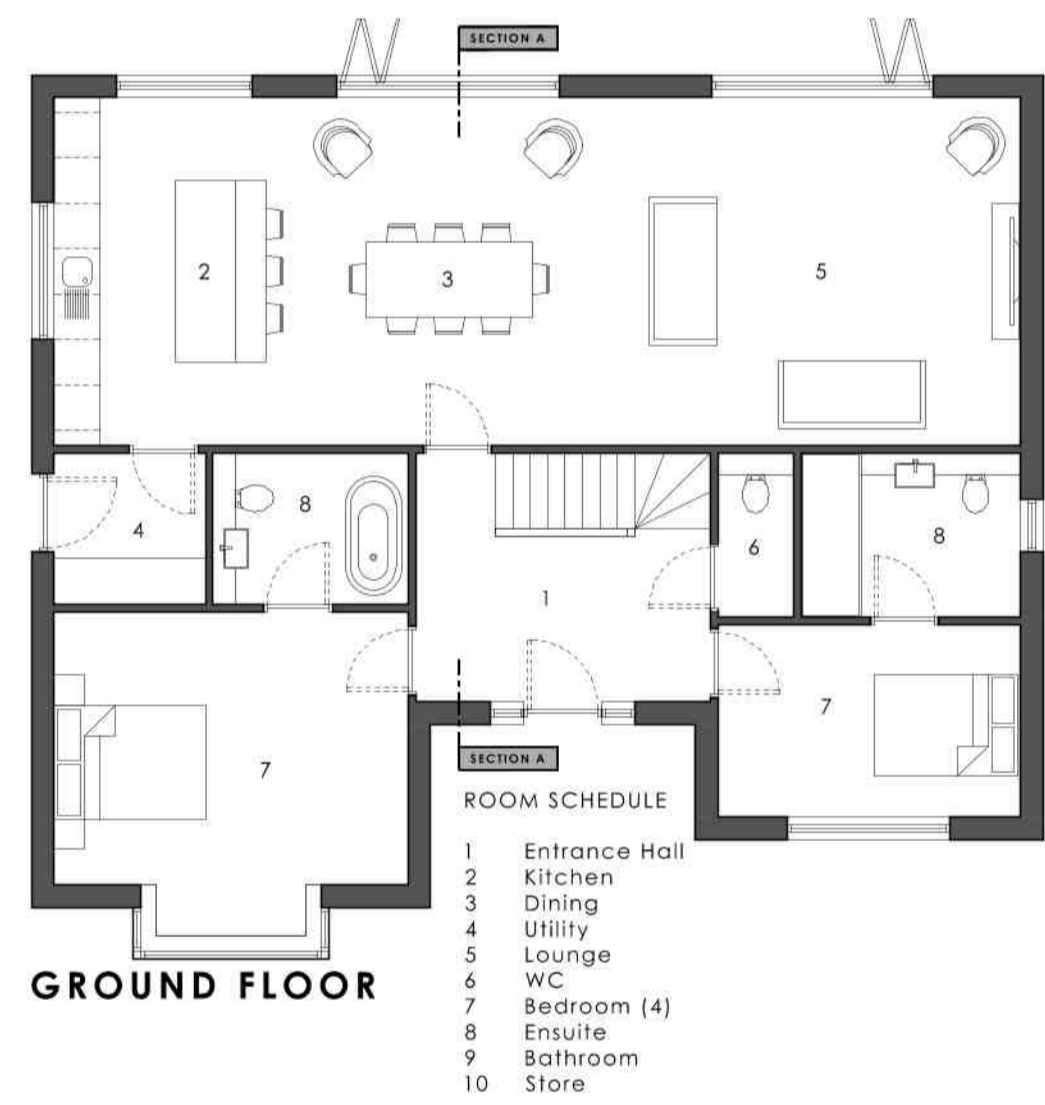 SECTION A
2
3
5
4
8
6
8
1
7
7
SECTION A
ROOM SCHEDULE
1 Entrance Hall
2 Kitchen
3 Dining
4 Utility
5 Lounge
6 WC
7 Bedroom (4)
8 Ensuite
9 Bathroom
10 Store
GROUND FLOOR